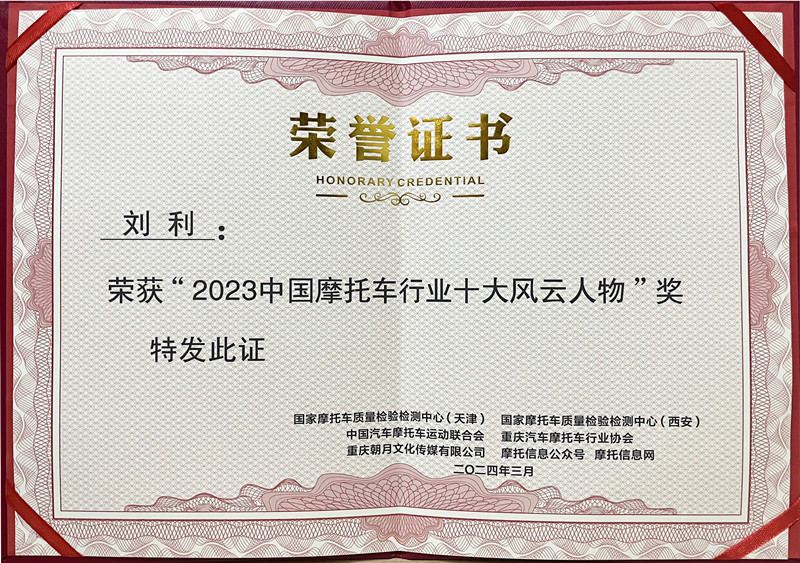 荣誉证书
HONORARY CREDENTIAL
刘 利：
荣获“2023中国摩托车行业十大风云人物”奖
特发此证
国家摩托车质量检验检测中心（天津） 国家摩托车质量检验检测中心（西安）
中国汽车摩托车运动联合会 重庆汽车摩托车行业协会
重庆朝月文化传媒有限公司 摩托信息公众号 摩托信息网
二〇二四年三月